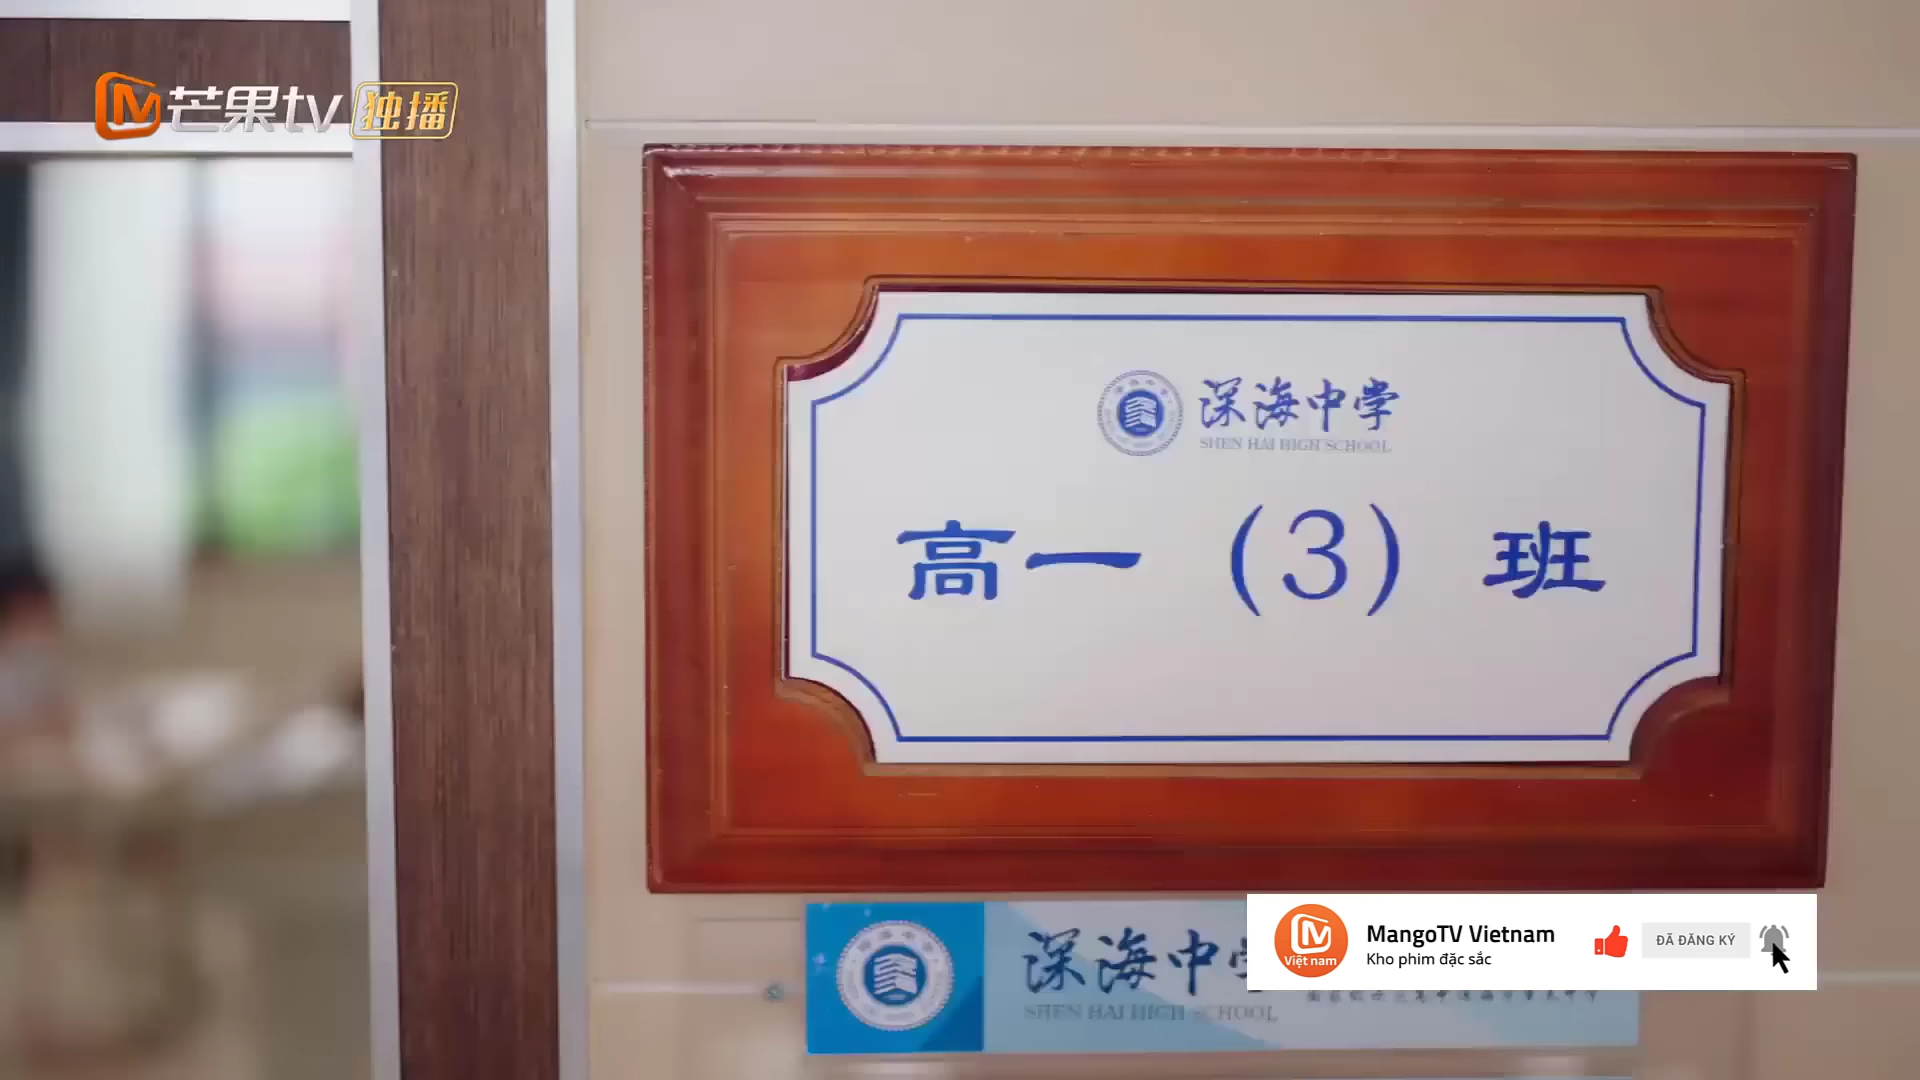 芒果tv 独播
深海中学
SHEN HAI HIGH SCHOOL
高一（3）班
深海中学
SHEN HAI HIGH SCHOOL
Việt nam
MangoTV Vietnam
Kho phim đặc sắc
ĐÃ ĐĂNG KÝ